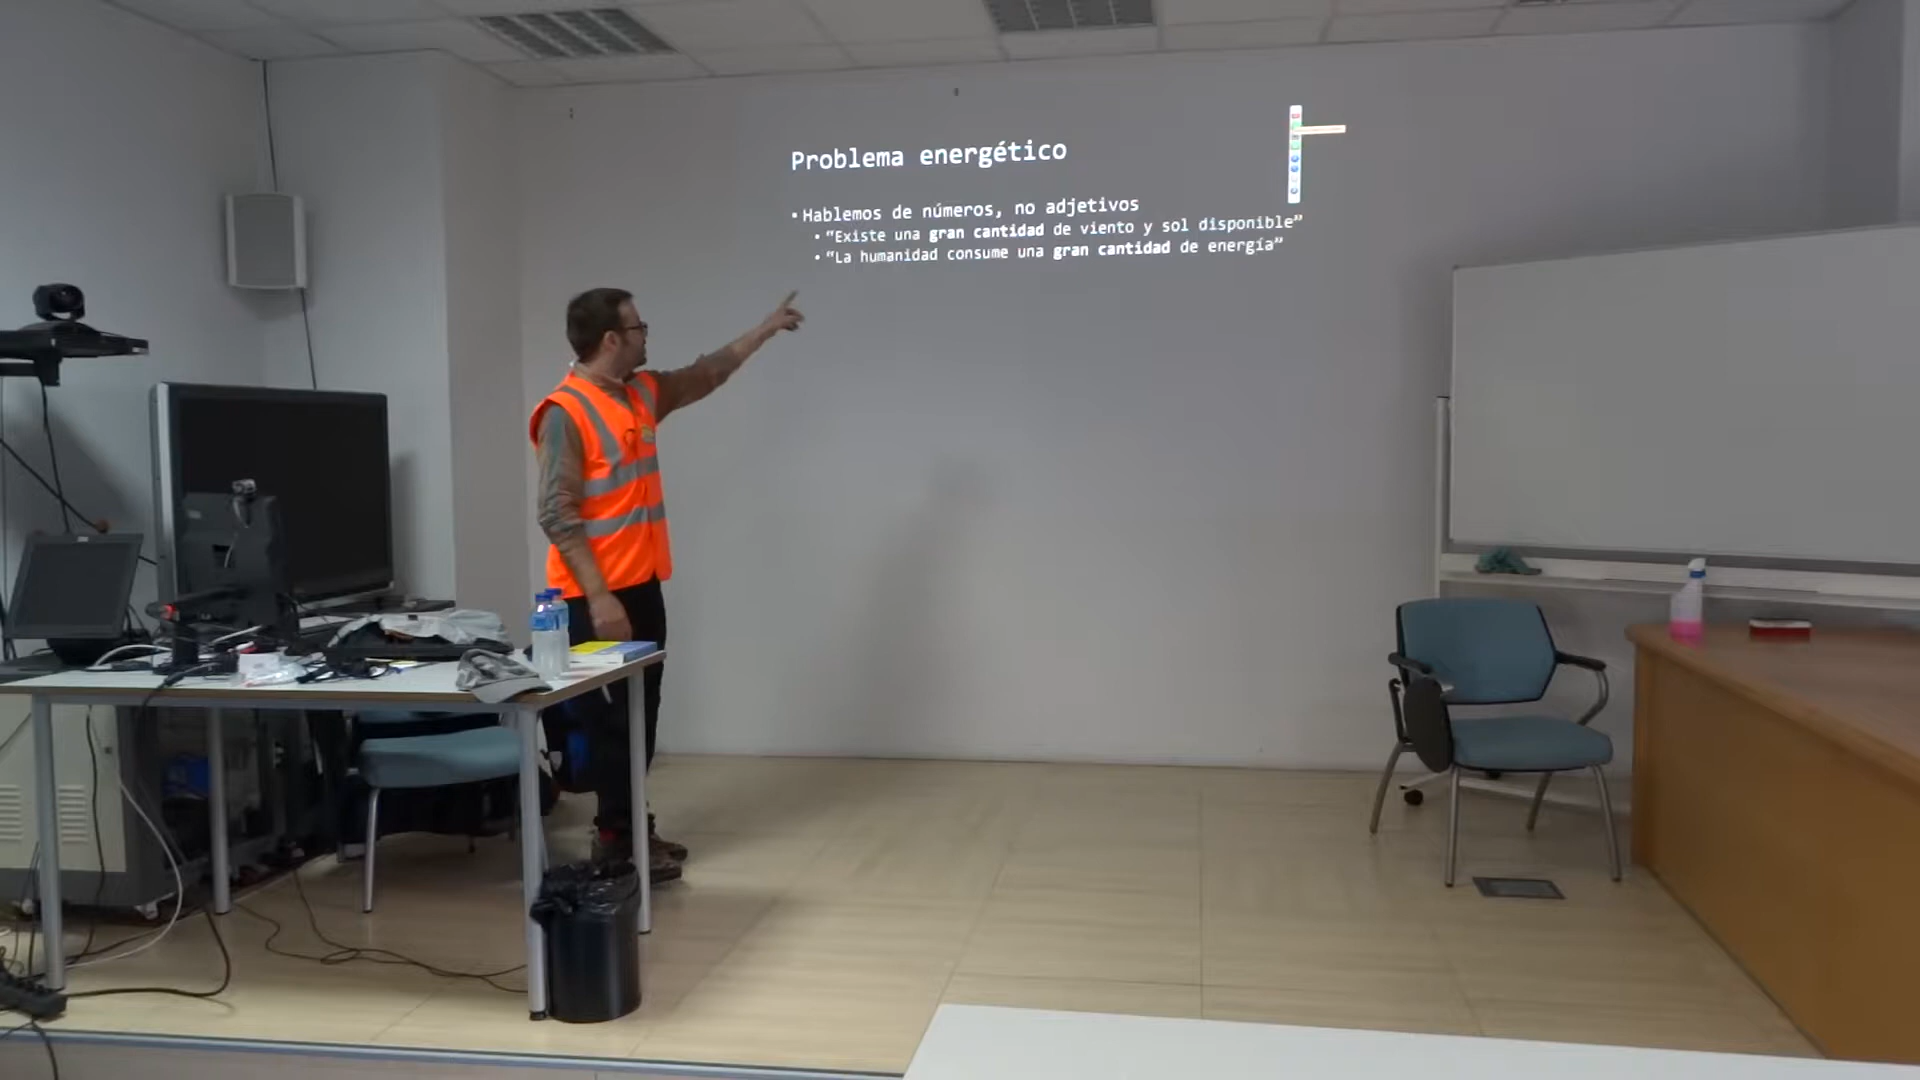 Problema energético
• Hablemos de números, no adjetivos
• “Existe una gran cantidad de viento y sol disponible”
• “La humanidad consume una gran cantidad de energía”